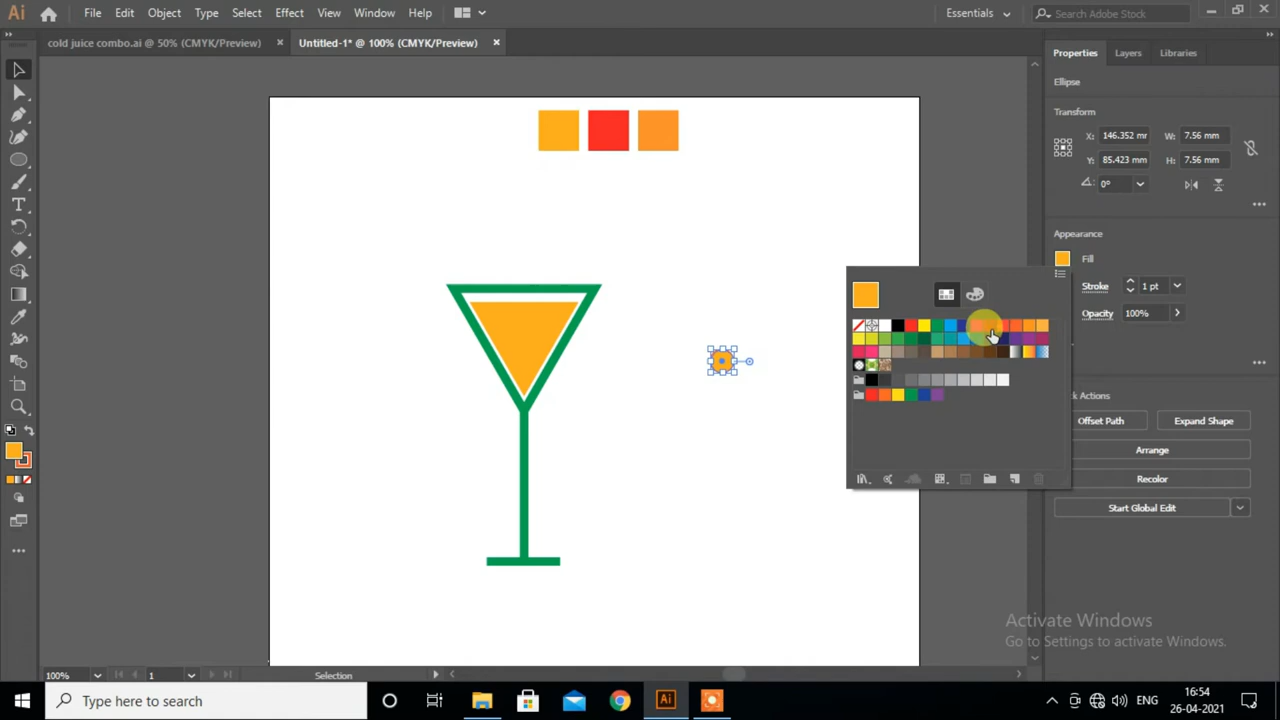 Ai File Edit Object Type Select Effect View Window Help Essentials Search Adobe Stock
cold juice combo.ai @ 50% (CMYK/Preview) × Untitled-1* @ 100% (CMYK/Preview) ×
Properties Layers Libraries
Ellipse
Transform
X: 146.352 mr W: 7.56 mm
Y: 85.423 mm H: 7.56 mm
0°
Appearance
Fill
Stroke 1 pt
Opacity 100%
k Actions
Offset Path Expand Shape
Arrange
Recolor
Start Global Edit
T
Activate Windows
Go to Settings to activate Windows.
100% 1 Selection
Type here to search
Ai
ENG
16:54
26-04-2021